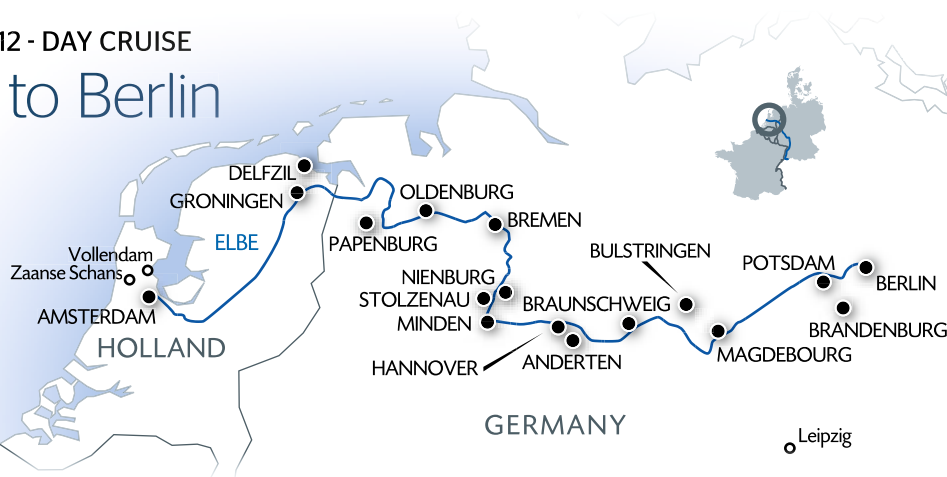 12 - DAY CRUISE
to Berlin
DELFZIL
GRONINGEN
OLDENBURG
BREMEN
ELBE
PAPENBURG
BULSTRINGEN
Vollendam
Zaanse Schans
POTSDAM
NIENBURG
BERLIN
STOLZENAU
BRAUNSCHWEIG
AMSTERDAM
MINDEN
BRANDENBURG
HOLLAND
MAGDEBOURG
HANNOVER
ANDERTEN
GERMANY
Leipzig